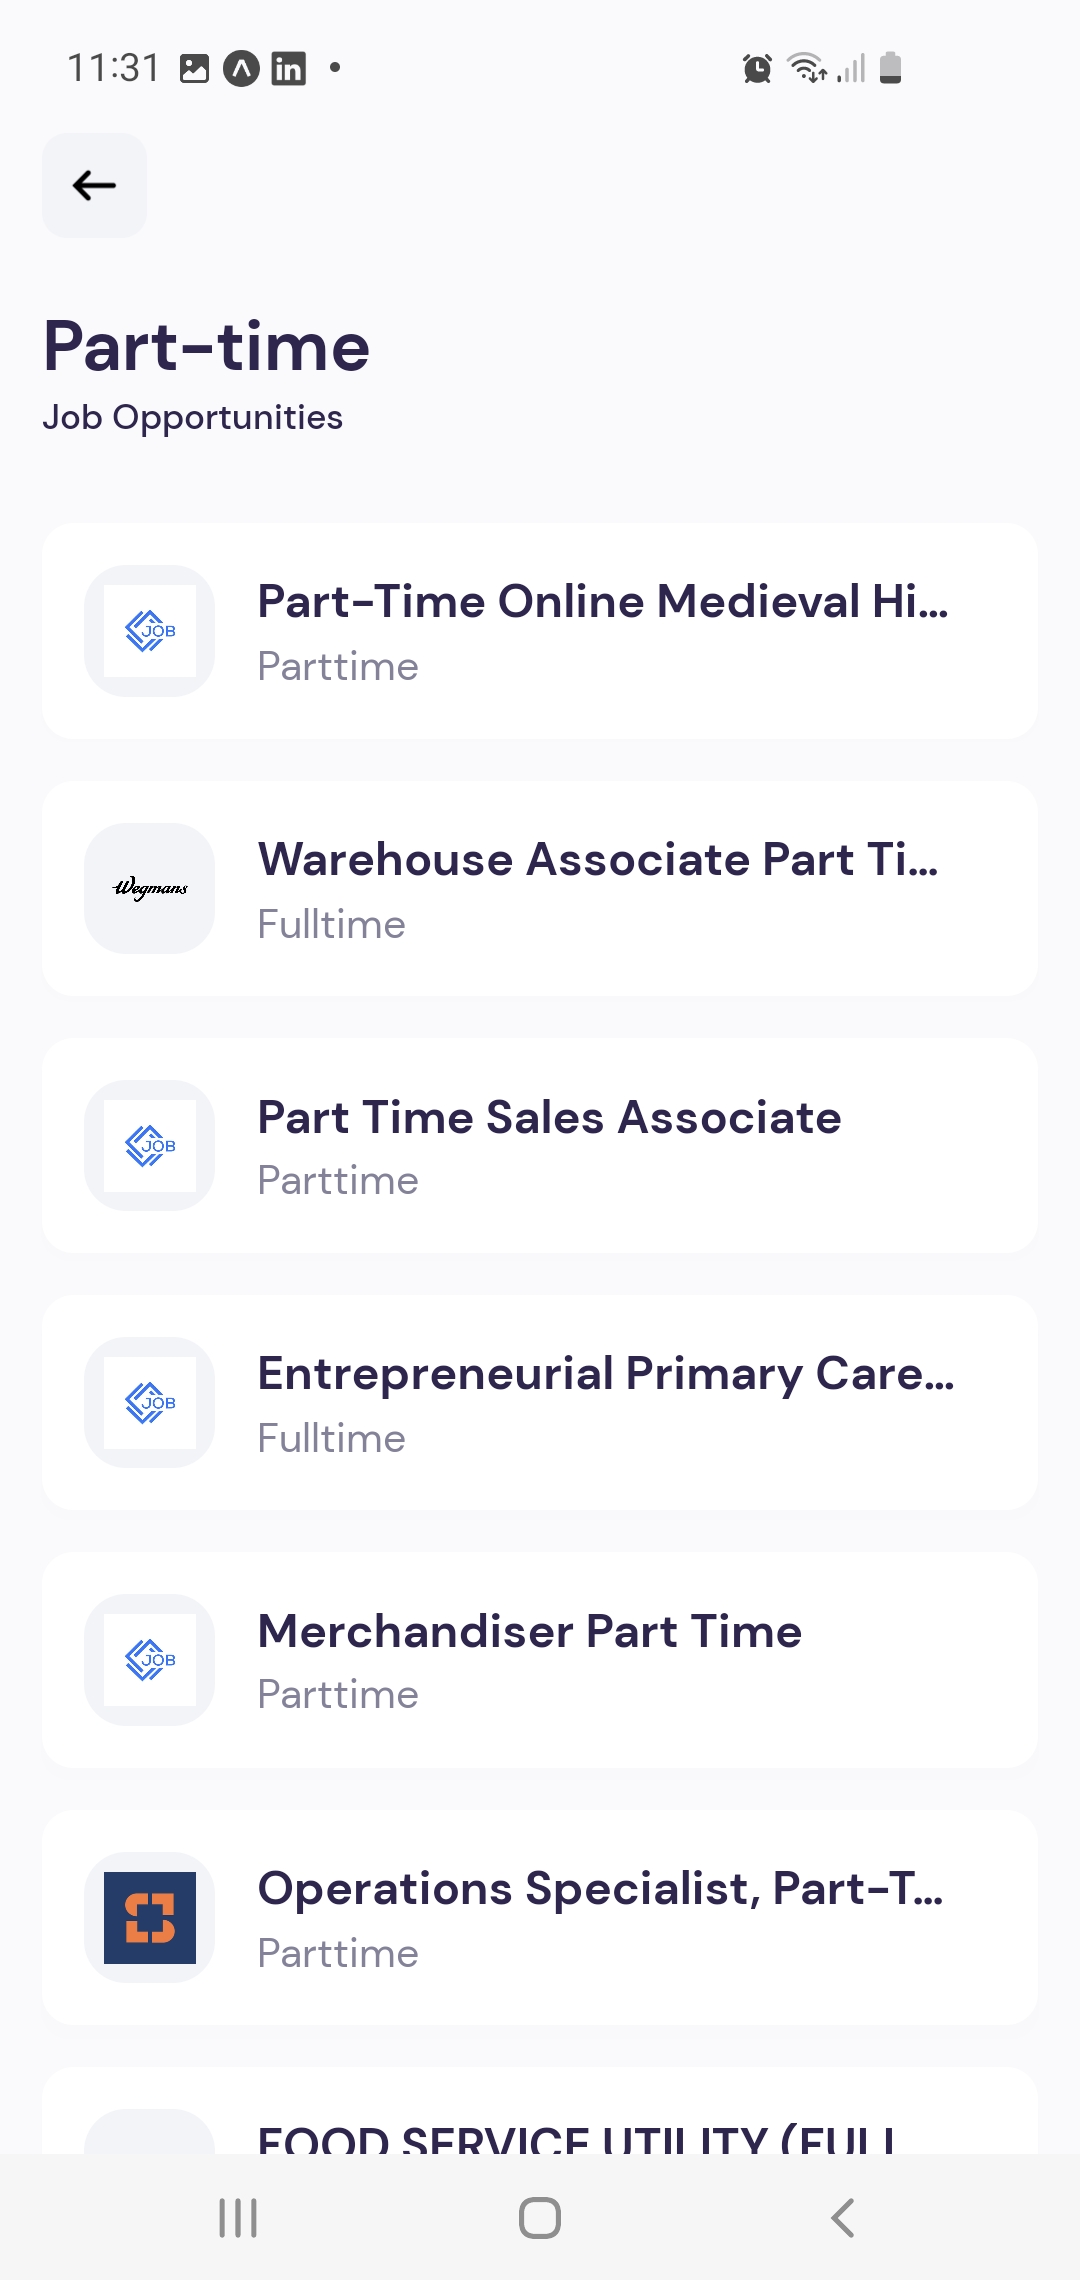 11:31
Part-time
Job Opportunities
JOB
Part-Time Online Medieval Hi...
Parttime
Wegmans
Warehouse Associate Part Ti...
Fulltime
JOB
Part Time Sales Associate
Parttime
JOB
Entrepreneurial Primary Care...
Fulltime
JOB
Merchandiser Part Time
Parttime
Operations Specialist, Part-T...
Parttime
FOOD SERVICE UTILITY (FULL